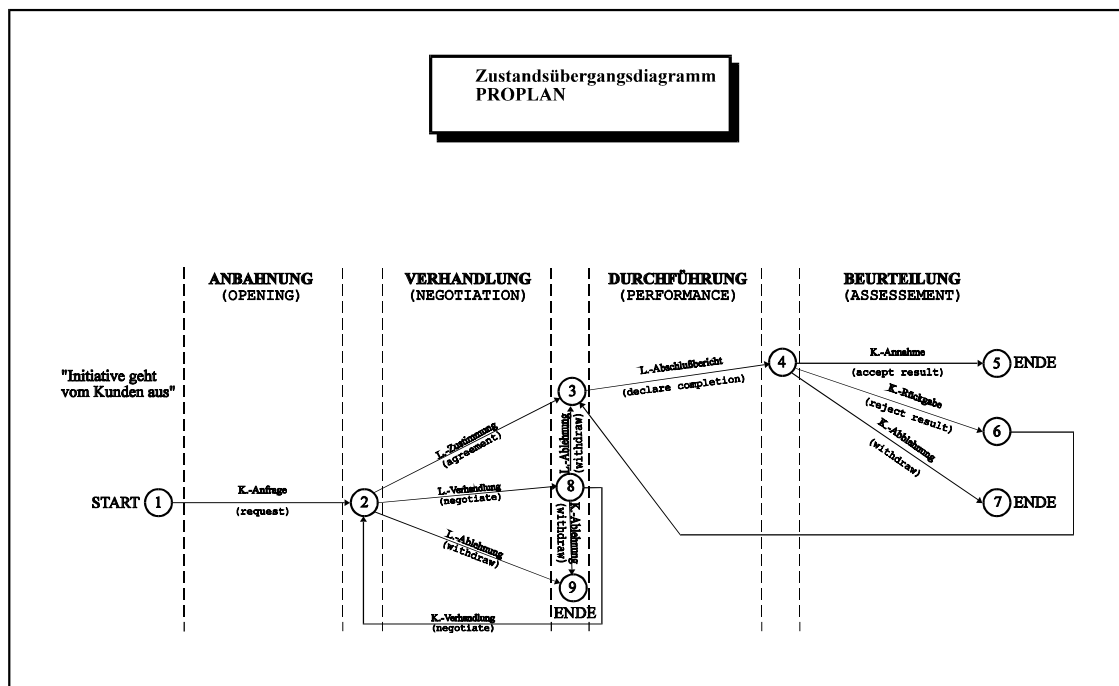 Zustandsübergangsdiagramm
PROPLAN
ANBAHNUNG
(OPENING)
VERHANDLUNG
(NEGOTIATION)
DURCHFÜHRUNG
(PERFORMANCE)
BEURTEILUNG
(ASSESSEMENT)
"Initiative geht
vom Kunden aus"
START
1
K.-Anfrage
(request)
2
L.-Zustimmung
(agreement)
L.-Verhandlung
(negotiate)
L.-Ablehnung
(withdraw)
K.-Verhandlung
(negotiate)
3
L.-Ablehnung
(withdraw)
8
K.-Ablehnung
(withdraw)
9
ENDE
L.-Abschlußbericht
(declare completion)
4
K.-Annahme
(accept result)
5
ENDE
K.-Rückgabe
(reject result)
6
K.-Abblehnung
(withdraw)
7
ENDE